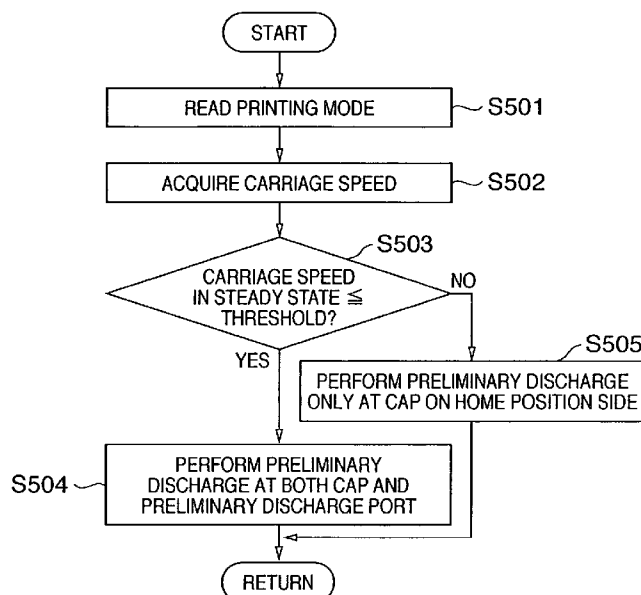 START
READ PRINTING MODE
S501
ACQUIRE CARRIAGE SPEED
S502
S503
CARRIAGE SPEED
IN STEADY STATE ≦
THRESHOLD?
NO
YES
S505
PERFORM PRELIMINARY DISCHARGE
ONLY AT CAP ON HOME POSITION SIDE
S504
PERFORM PRELIMINARY
DISCHARGE AT BOTH CAP AND
PRELIMINARY DISCHARGE PORT
RETURN